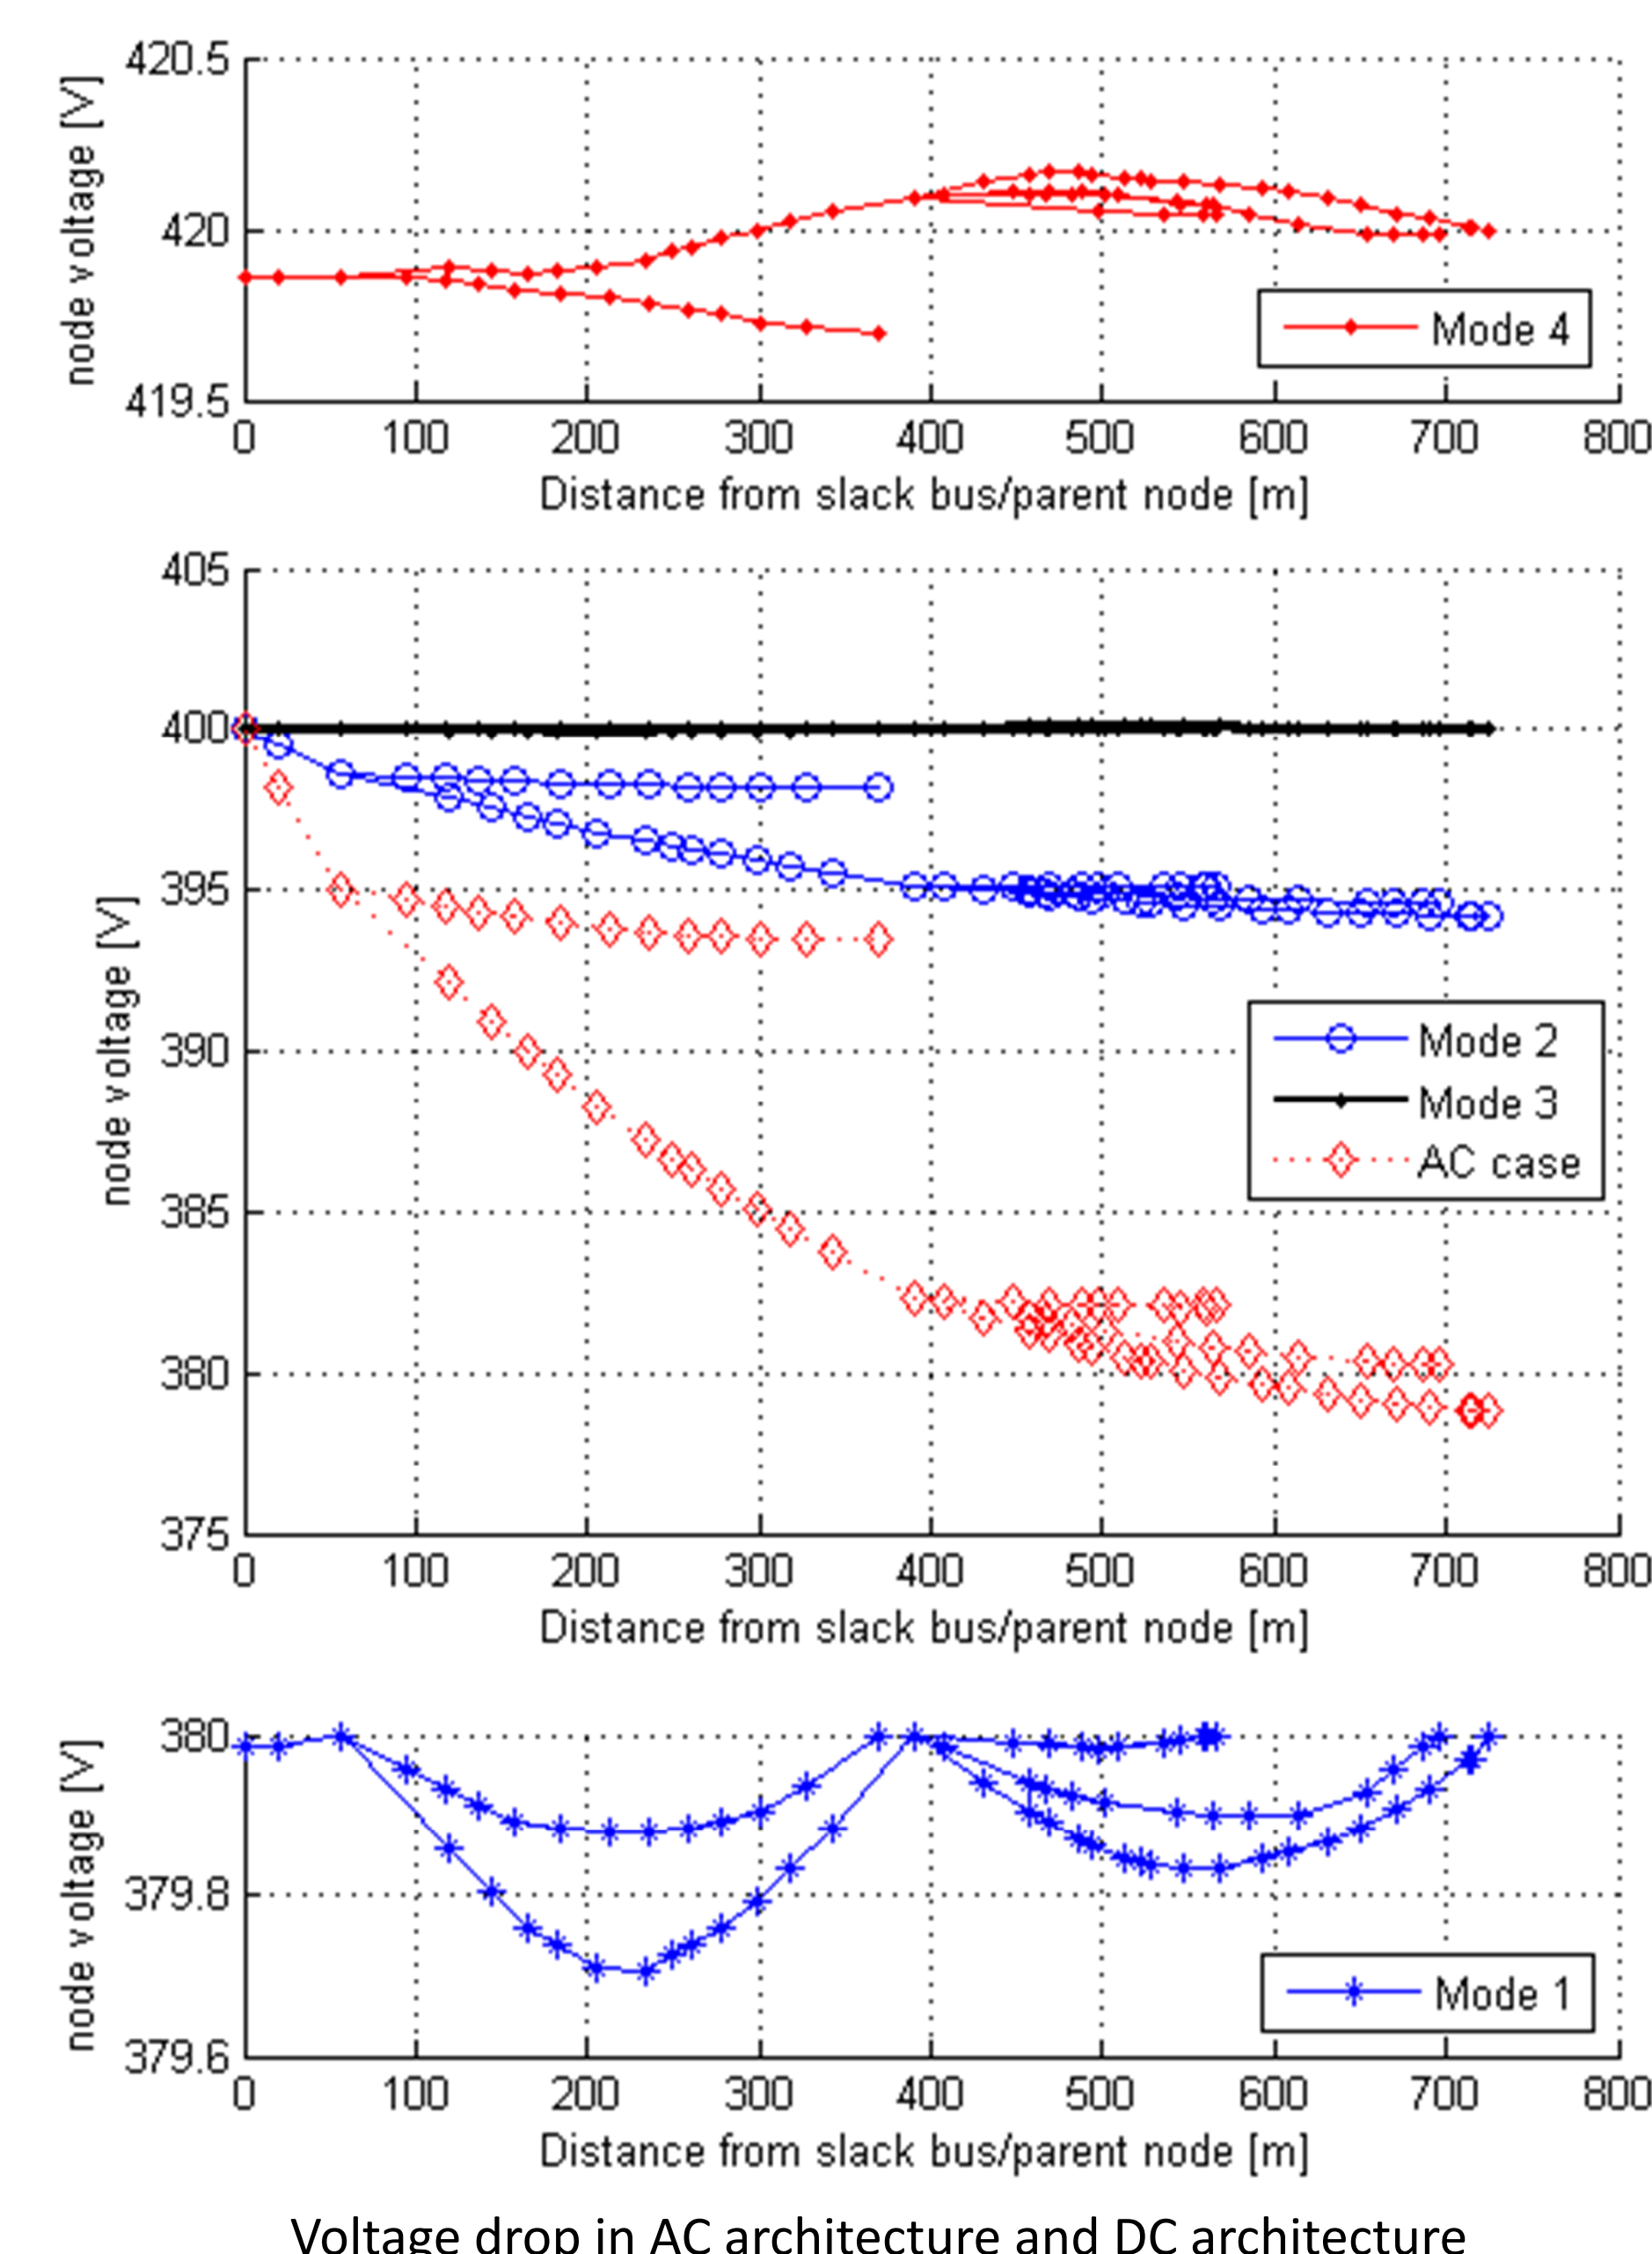 420.5
420
419.5
node voltage [V]
Mode 4
0 100 200 300 400 500 600 700 800
Distance from slack bus/parent node [m]
405
400
395
390
385
380
375
node voltage [V]
Mode 2
Mode 3
AC case
0 100 200 300 400 500 600 700 800
Distance from slack bus/parent node [m]
380
379.8
379.6
node voltage [V]
Mode 1
0 100 200 300 400 500 600 700 800
Distance from slack bus/parent node [m]
Voltage drop in AC architecture and DC architecture